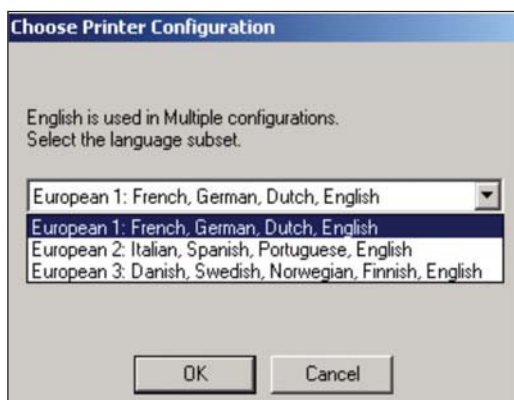 Choose Printer Configuration
English is used in Multiple configurations.
Select the language subset.
European 1: French, German, Dutch, English
European 1: French, German, Dutch, English
European 2: Italian, Spanish, Portuguese, English
European 3: Danish, Swedish, Norwegian, Finnish, English
OK
Cancel